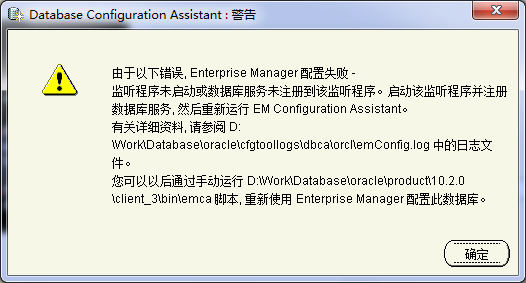 Database Configuration Assistant : 警告
由于以下错误, Enterprise Manager 配置失败 -
监听程序未启动或数据库服务未注册到该监听程序。启动该监听程序并注册
数据库服务, 然后重新运行 EM Configuration Assistant。
有关详细资料, 请参阅 D:
\Work\Database\oracle\cfgtoollogs\dbca\orcl\emConfig.log 中的日志文
件。
您可以以后通过手动运行 D:\Work\Database\oracle\product\10.2.0
\client_3\bin\emca 脚本, 重新使用 Enterprise Manager 配置此数据库。
确定